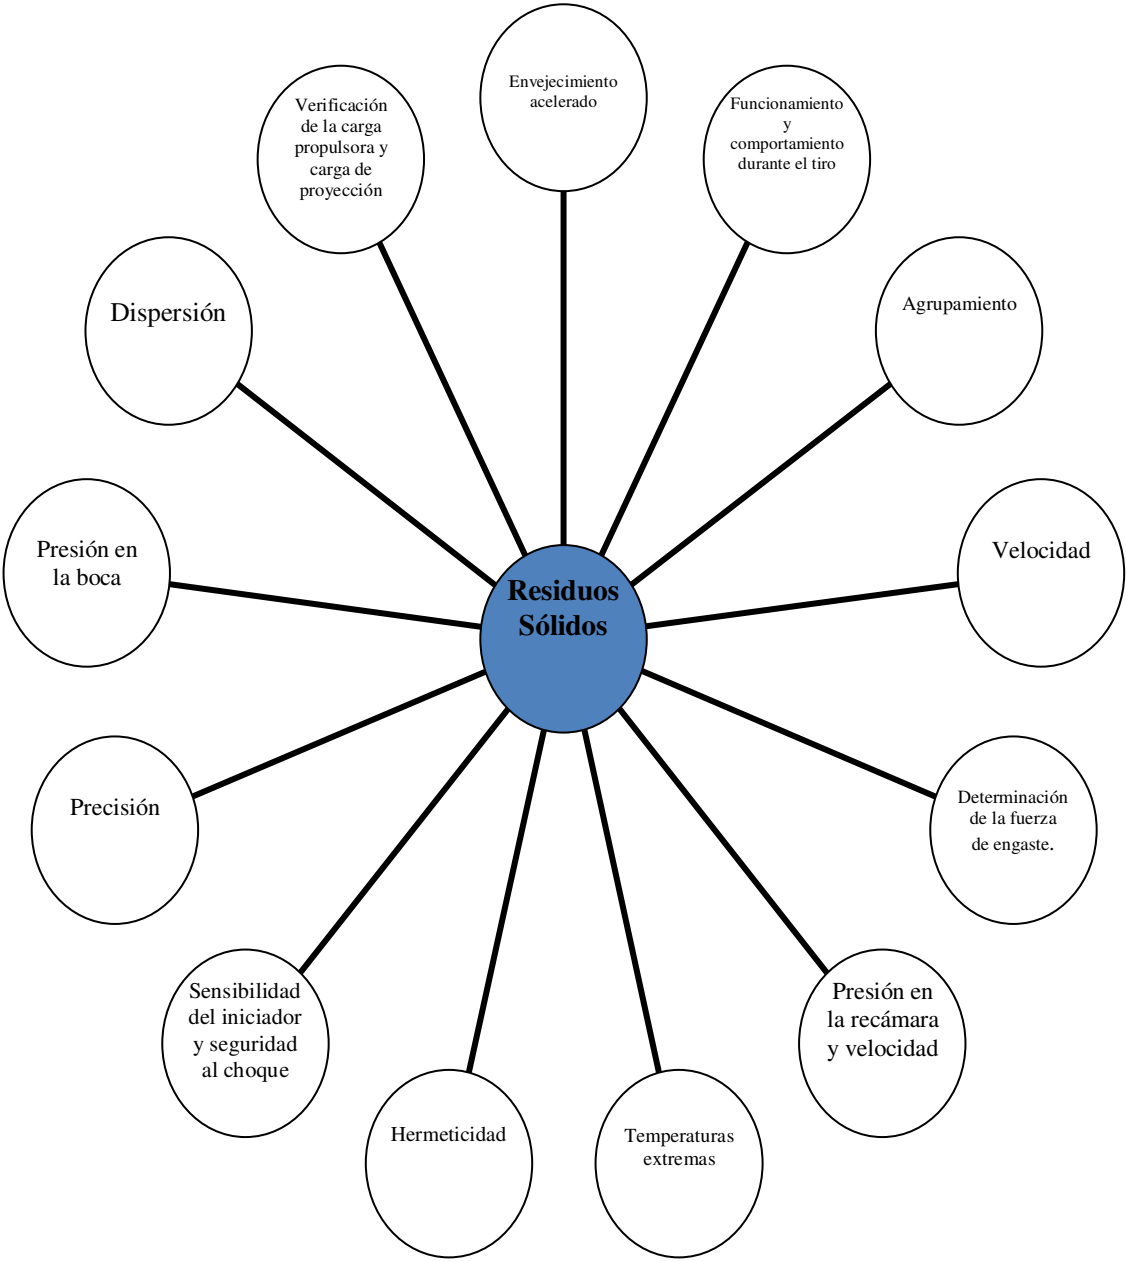 Envejecimiento
acelerado
Funcionamiento
y
comportamiento
durante el tiro
Agrupamiento
Velocidad
Determinación
de la fuerza
de engaste.
Presión en
la recámara
y velocidad
Temperaturas
extremas
Hermeticidad
Sensibilidad
del iniciador
y seguridad
al choque
Precisión
Presión en
la boca
Dispersión
Verificación
de la carga
propulsora y
carga de
proyección
Residuos
Sólidos